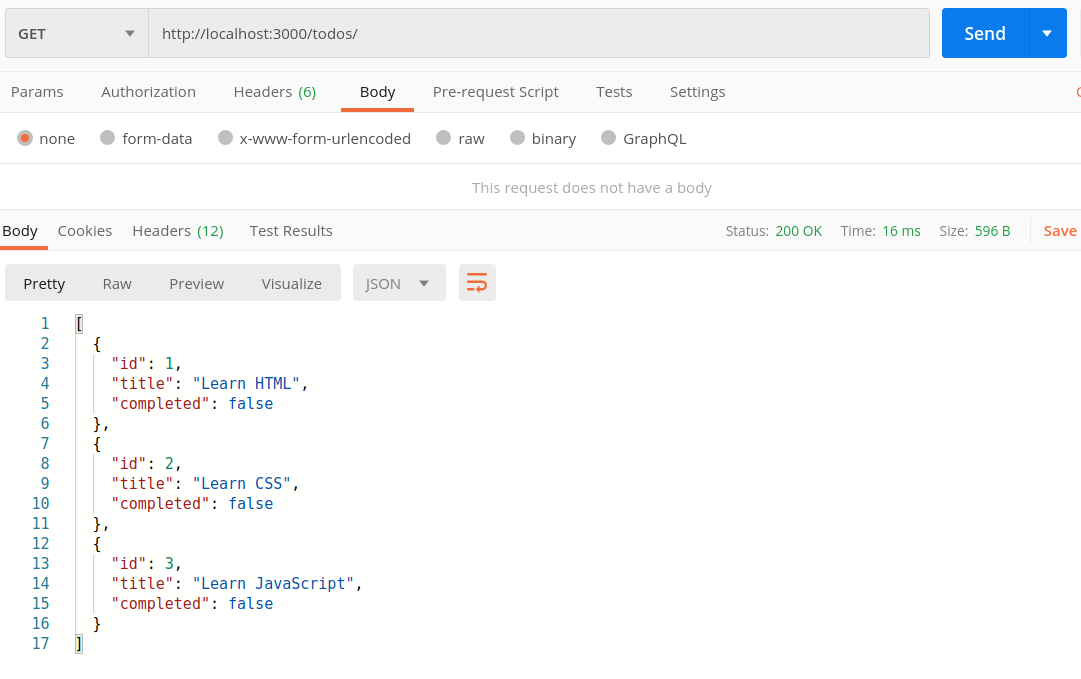 GET http://localhost:3000/todos/ Send
Params Authorization Headers (6) Body Pre-request Script Tests Settings
none form-data x-www-form-urlencoded raw binary GraphQL
This request does not have a body
Body Cookies Headers (12) Test Results Status: 200 OK Time: 16 ms Size: 596 B Save
Pretty Raw Preview Visualize JSON
1 [
2 {
3 "id": 1,
4 "title": "Learn HTML",
5 "completed": false
6 },
7 {
8 "id": 2,
9 "title": "Learn CSS",
10 "completed": false
11 },
12 {
13 "id": 3,
14 "title": "Learn JavaScript",
15 "completed": false
16 }
17 ]